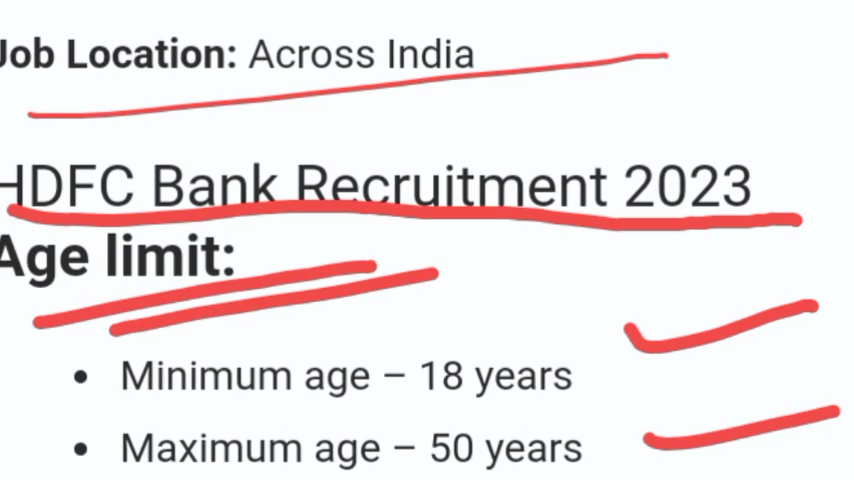 Job Location: Across India
HDFC Bank Recruitment 2023
Age limit:
• Minimum age – 18 years
• Maximum age – 50 years